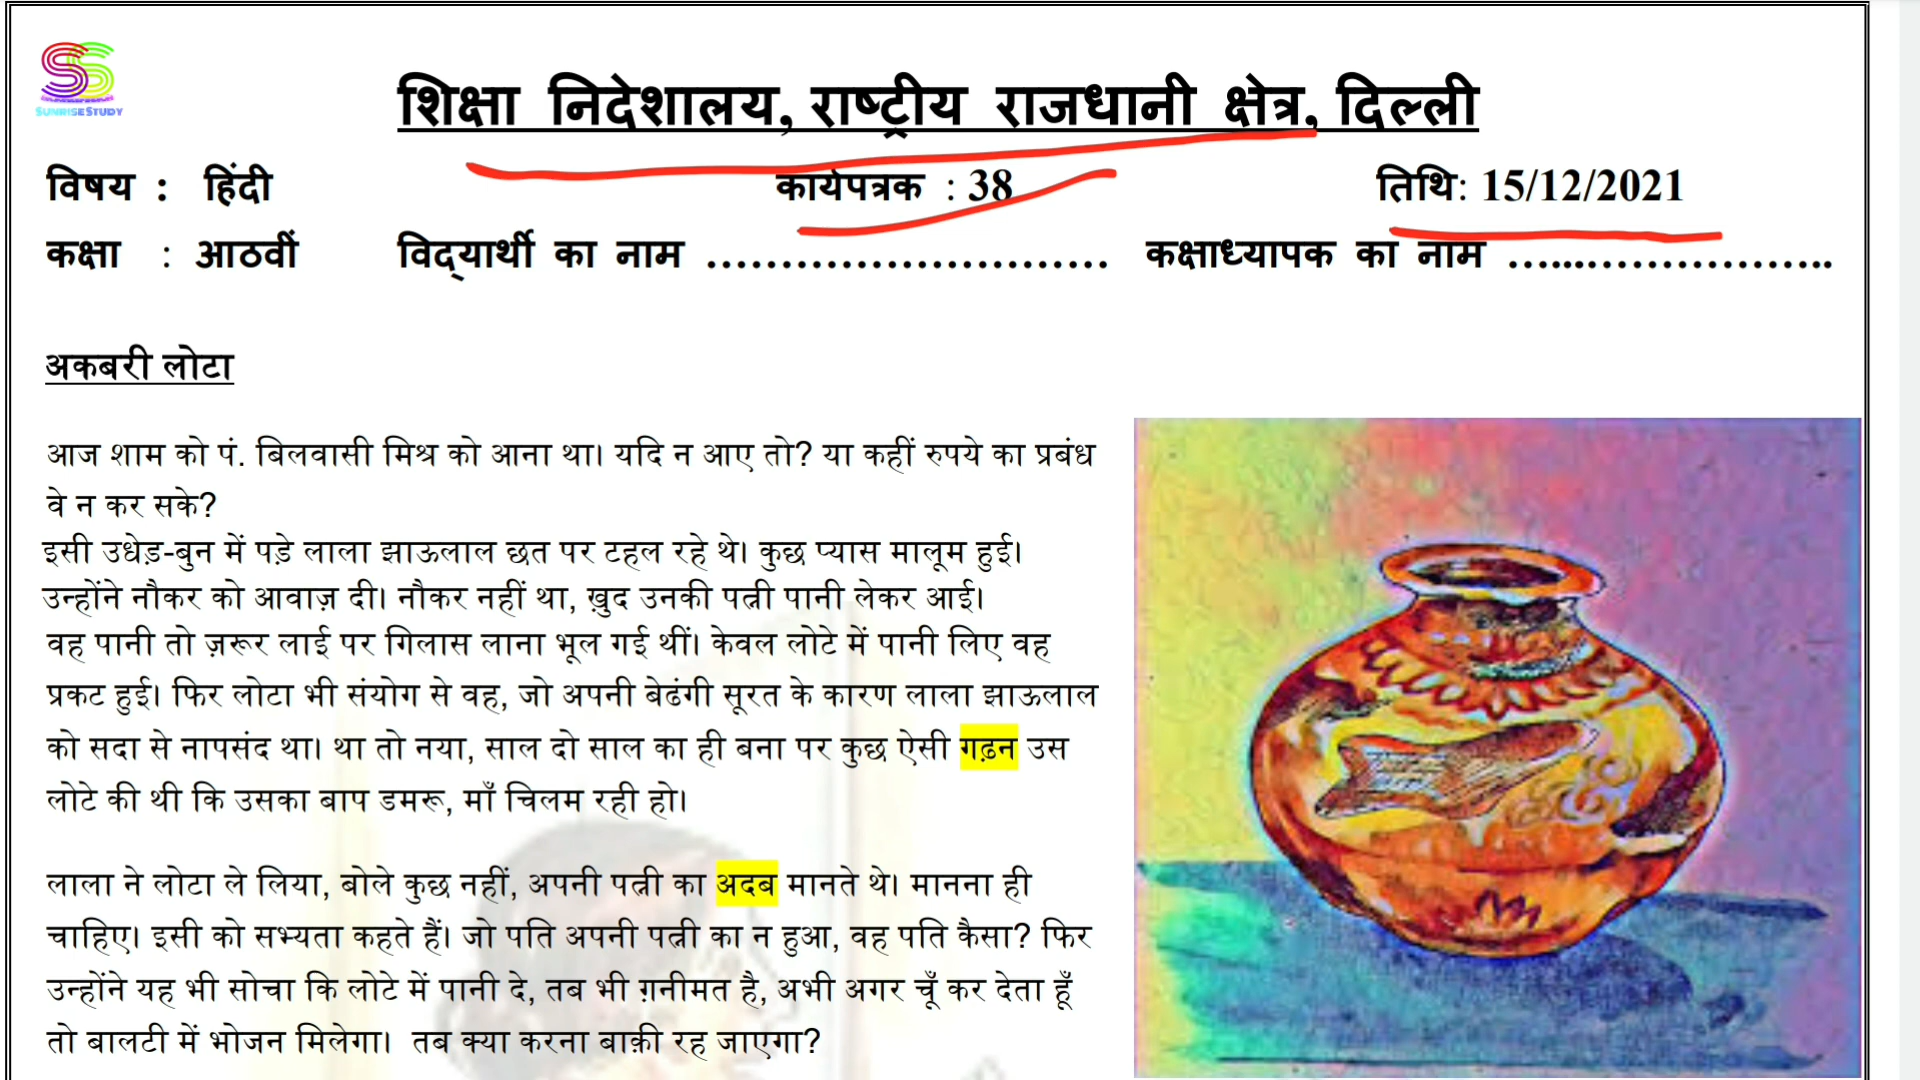 SS
SUNRISESTUDY
शिक्षा निदेशालय, राष्ट्रीय राजधानी क्षेत्र, दिल्ली
विषय : हिंदी कार्यपत्रक : 38 तिथि: 15/12/2021
कक्षा : आठवीं विद्यार्थी का नाम ........................... कक्षाध्यापक का नाम ......................
अकबरी लोटा
आज शाम को पं. बिलवासी मिश्र को आना था। यदि न आए तो? या कहीं रुपये का प्रबंध
वे न कर सके?
इसी उधेड़-बुन में पड़े लाला झाऊलाल छत पर टहल रहे थे। कुछ प्यास मालूम हुई।
उन्होंने नौकर को आवाज़ दी। नौकर नहीं था, ख़ुद उनकी पत्नी पानी लेकर आई।
वह पानी तो ज़रूर लाई पर गिलास लाना भूल गई थीं। केवल लोटे में पानी लिए वह
प्रकट हुई। फिर लोटा भी संयोग से वह, जो अपनी बेढंगी सूरत के कारण लाला झाऊलाल
को सदा से नापसंद था। था तो नया, साल दो साल का ही बना पर कुछ ऐसी गढ़न उस
लोटे की थी कि उसका बाप डमरू, माँ चिलम रही हो।
लाला ने लोटा ले लिया, बोले कुछ नहीं, अपनी पत्नी का अदब मानते थे। मानना ही
चाहिए। इसी को सभ्यता कहते हैं। जो पति अपनी पत्नी का न हुआ, वह पति कैसा? फिर
उन्होंने यह भी सोचा कि लोटे में पानी दे, तब भी ग़नीमत है, अभी अगर चूँ कर देता हूँ
तो बालटी में भोजन मिलेगा। तब क्या करना बाक़ी रह जाएगा?